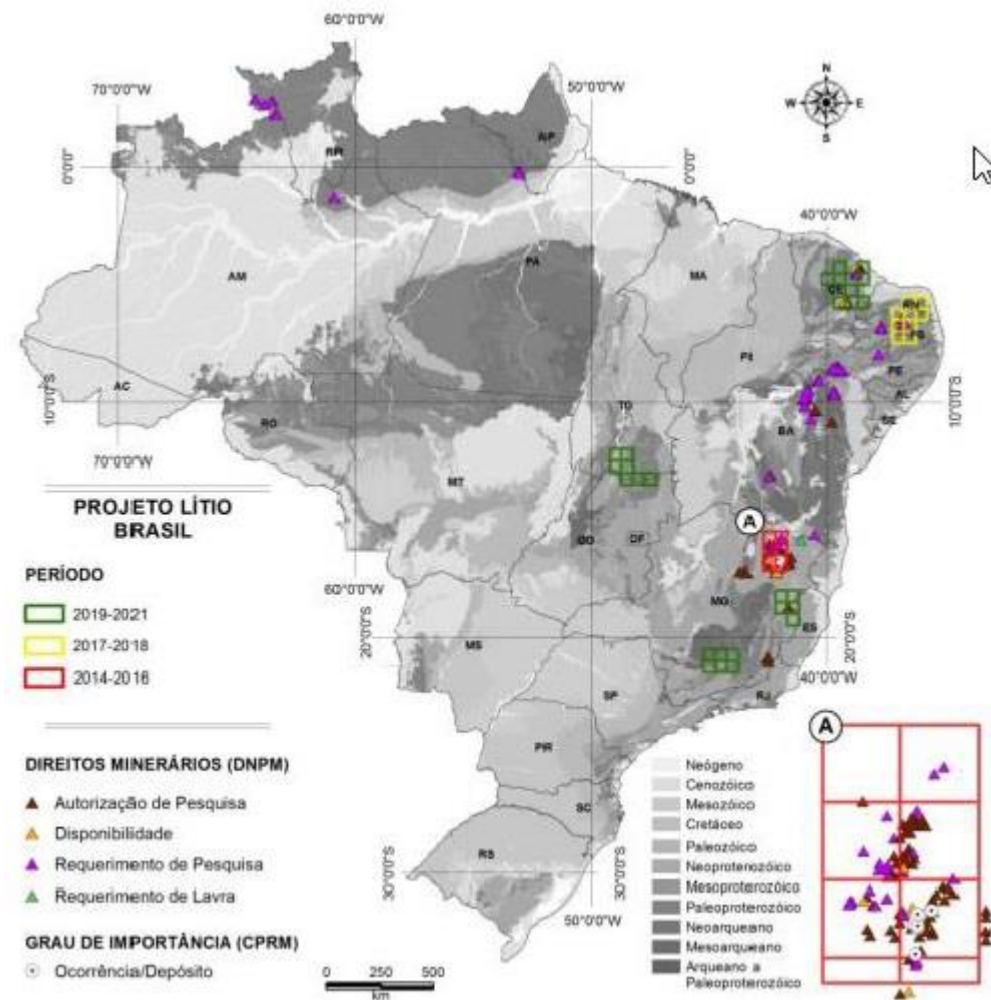 60°0'0"W
70°0'0"W
50°0'0"W
N
W
E
S
0°0'0"
0°0'0"
40°0'0"W
AP
RR
AM
PA
MA
CE
RN
PB
PI
PE
AL
SE
AC
10°0'0"S
10°0'0"S
RO
TO
BA
70°0'0"W
MT
PROJETO LÍTIO
BRASIL
A
GO
DF
PERÍODO
60°0'0"W
MG
2019-2021
ES
20°0'0"S
20°0'0"S
2017-2018
MS
40°0'0"W
2014-2016
SP
RJ
A
PR
DIREITOS MINERÁRIOS (DNPM)
Autorização de Pesquisa
Disponibilidade
Requerimento de Pesquisa
Requerimento de Lavra
SC
RS
30°0'0"S
30°0'0"S
50°0'0"W
GRAU DE IMPORTÂNCIA (CPRM)
Ocorrência/Depósito
0 250 500
km
Neógeno
Cenozóico
Mesozóico
Cretáceo
Paleozóico
Neoproterozóico
Mesoproterozóico
Paleoproterozóico
Neoarqueano
Mesoarqueano
Arqueano a
Paleoproterozóico